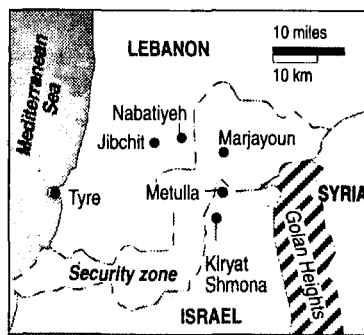 10 miles
10 km
LEBANON
Mediterranean
Sea
Nabatiyeh
Jibchit
Marjayoun
Tyre
Metulla
SYRIA
Golan Heights
Security zone
Kiryat
Shmona
ISRAEL